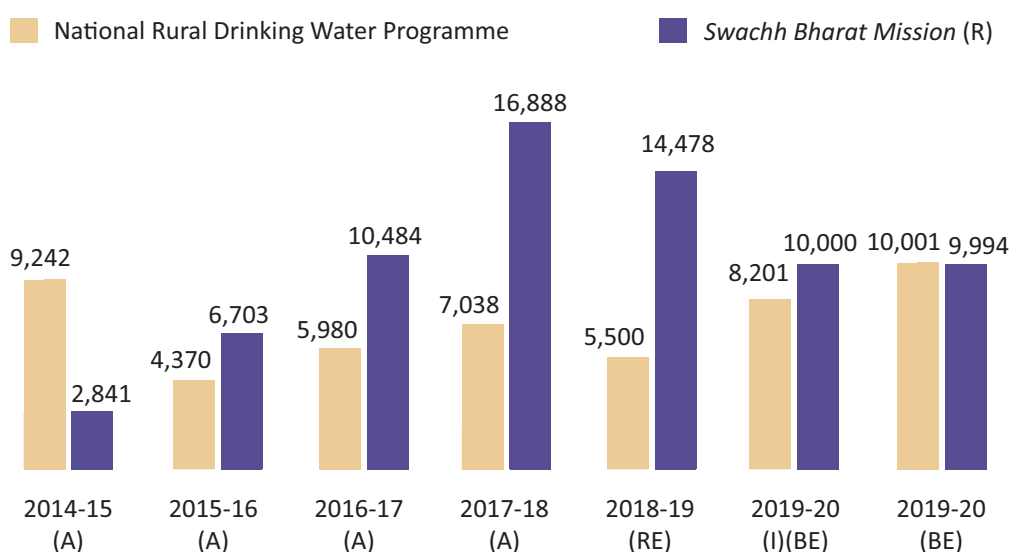 National Rural Drinking Water Programme
Swachh Bharat Mission (R)
9,242
2,841
4,370
6,703
5,980
10,484
7,038
16,888
5,500
14,478
8,201
10,000
10,001
9,994
2014-15
(A)
2015-16
(A)
2016-17
(A)
2017-18
(A)
2018-19
(RE)
2019-20
(I)(BE)
2019-20
(BE)